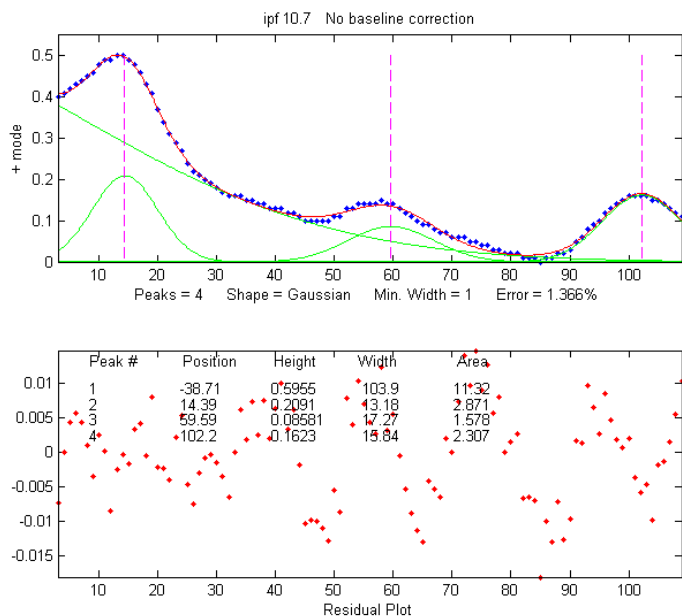 ipf 10.7 No baseline correction
+ mode
0.5
0.4
0.3
0.2
0.1
0
10 20 30 40 50 60 70 80 90 100
Peaks = 4 Shape = Gaussian Min. Width = 1 Error = 1.366%
Peak # Position Height Width Area
1 -38.71 0.5955 103.9 11.32
2 14.39 0.2091 13.18 2.871
3 59.59 0.08581 17.27 1.578
4 102.2 0.1623 15.84 2.307
0.01
0.005
0
-0.005
-0.01
-0.015
10 20 30 40 50 60 70 80 90 100
Residual Plot